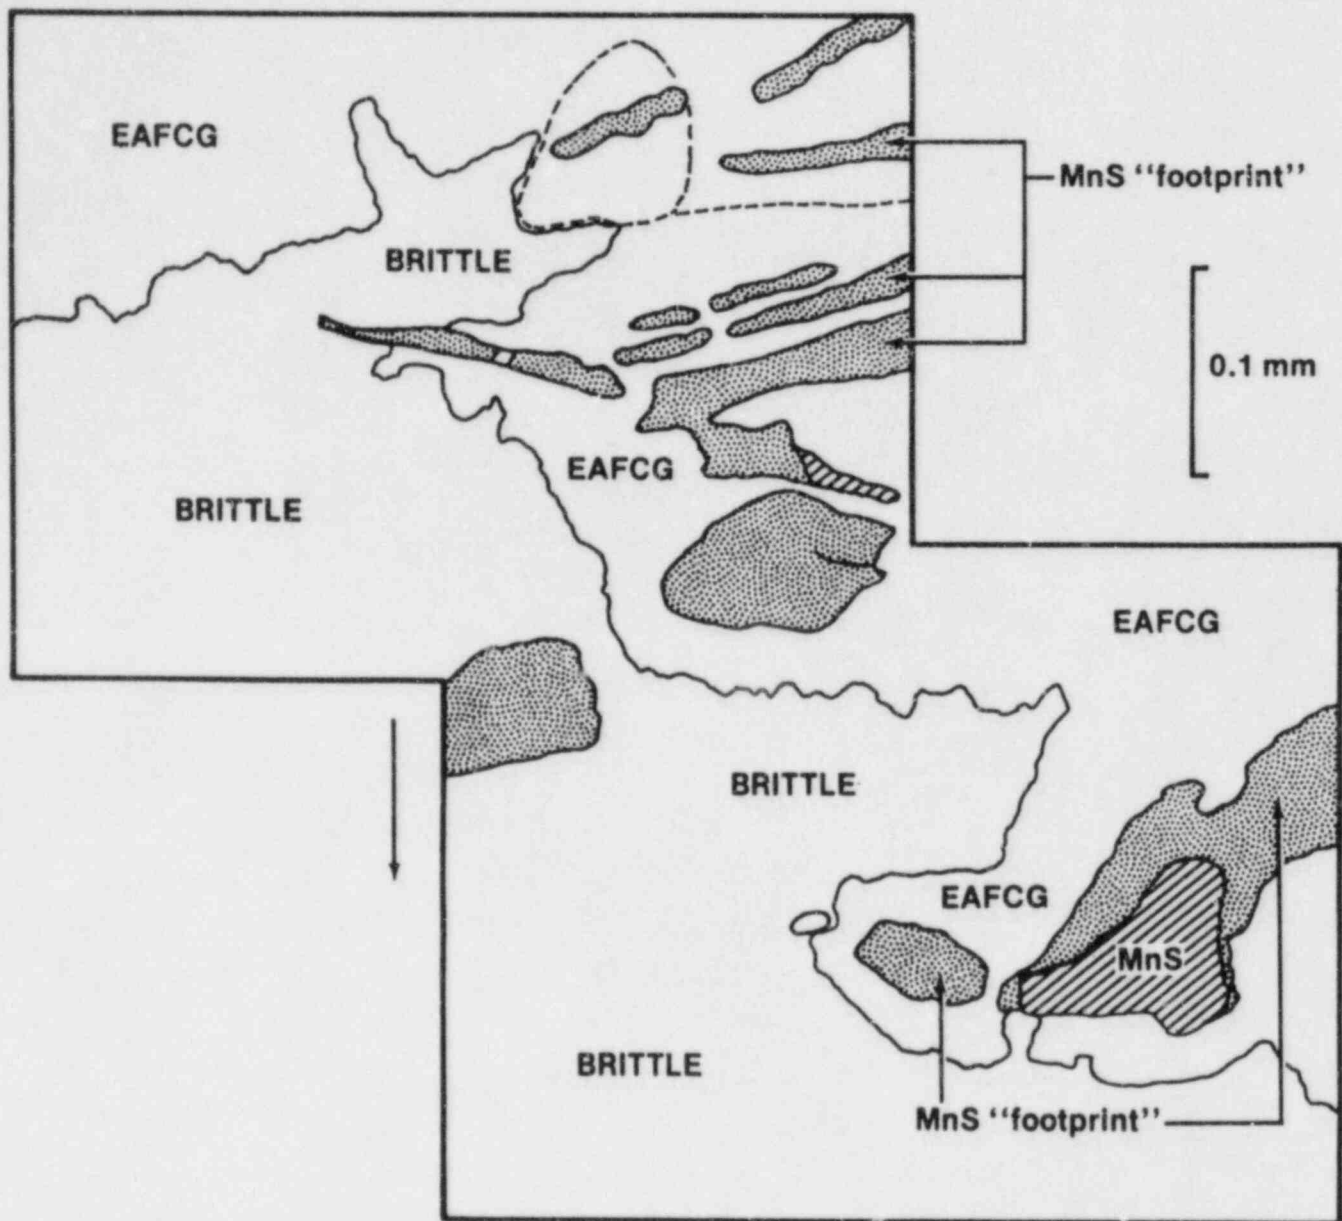 EAFCG
MnS “footprint”
BRITTLE
0.1 mm
EAFCG
BRITTLE
EAFCG
BRITTLE
EAFCG
MnS
BRITTLE
MnS “footprint”